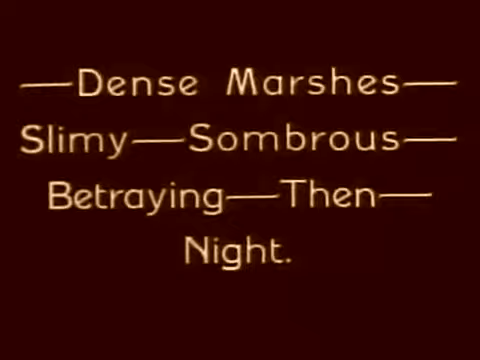 —Dense Marshes—
Slimy—Sombrous—
Betraying—Then—
Night.